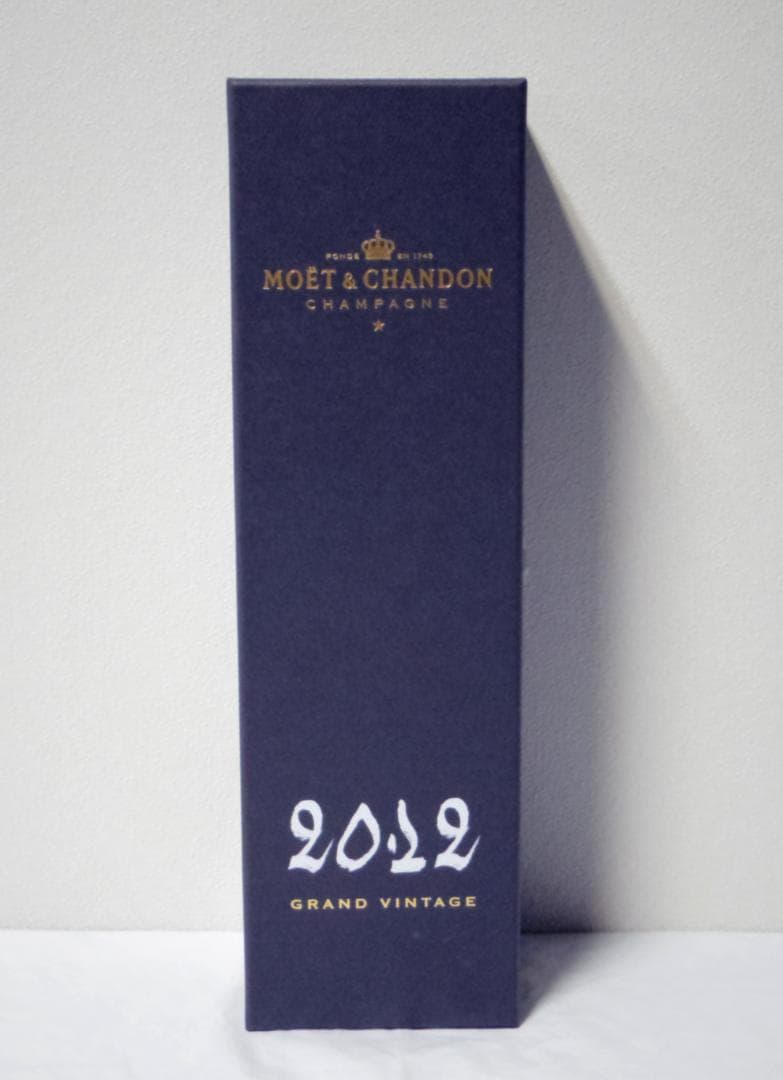 FONDÉ EN 1743
MOËT & CHANDON
CHAMPAGNE
2012
GRAND VINTAGE